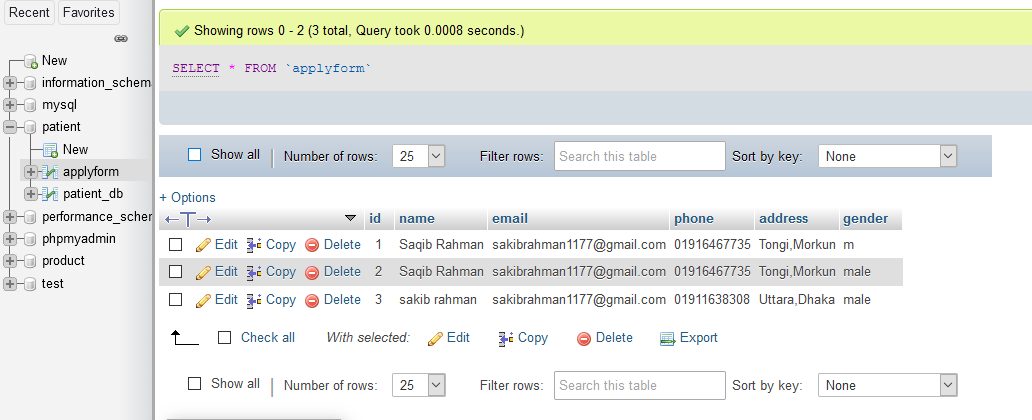 Recent Favorites
New
information_schema
mysql
patient
New
applyform
patient_db
performance_schem
phpmyadmin
product
test
Showing rows 0 - 2 (3 total, Query took 0.0008 seconds.)
SELECT * FROM `applyform`
Show all Number of rows: 25 Filter rows: Search this table Sort by key: None
+ Options
←T→ id name email phone address gender
Edit Copy Delete 1 Saqib Rahman sakibrahman1177@gmail.com 01916467735 Tongi,Morkun m
Edit Copy Delete 2 Saqib Rahman sakibrahman1177@gmail.com 01916467735 Tongi,Morkun male
Edit Copy Delete 3 sakib rahman sakibrahman1177@gmail.com 01911638308 Uttara,Dhaka male
Check all With selected: Edit Copy Delete Export
Show all Number of rows: 25 Filter rows: Search this table Sort by key: None